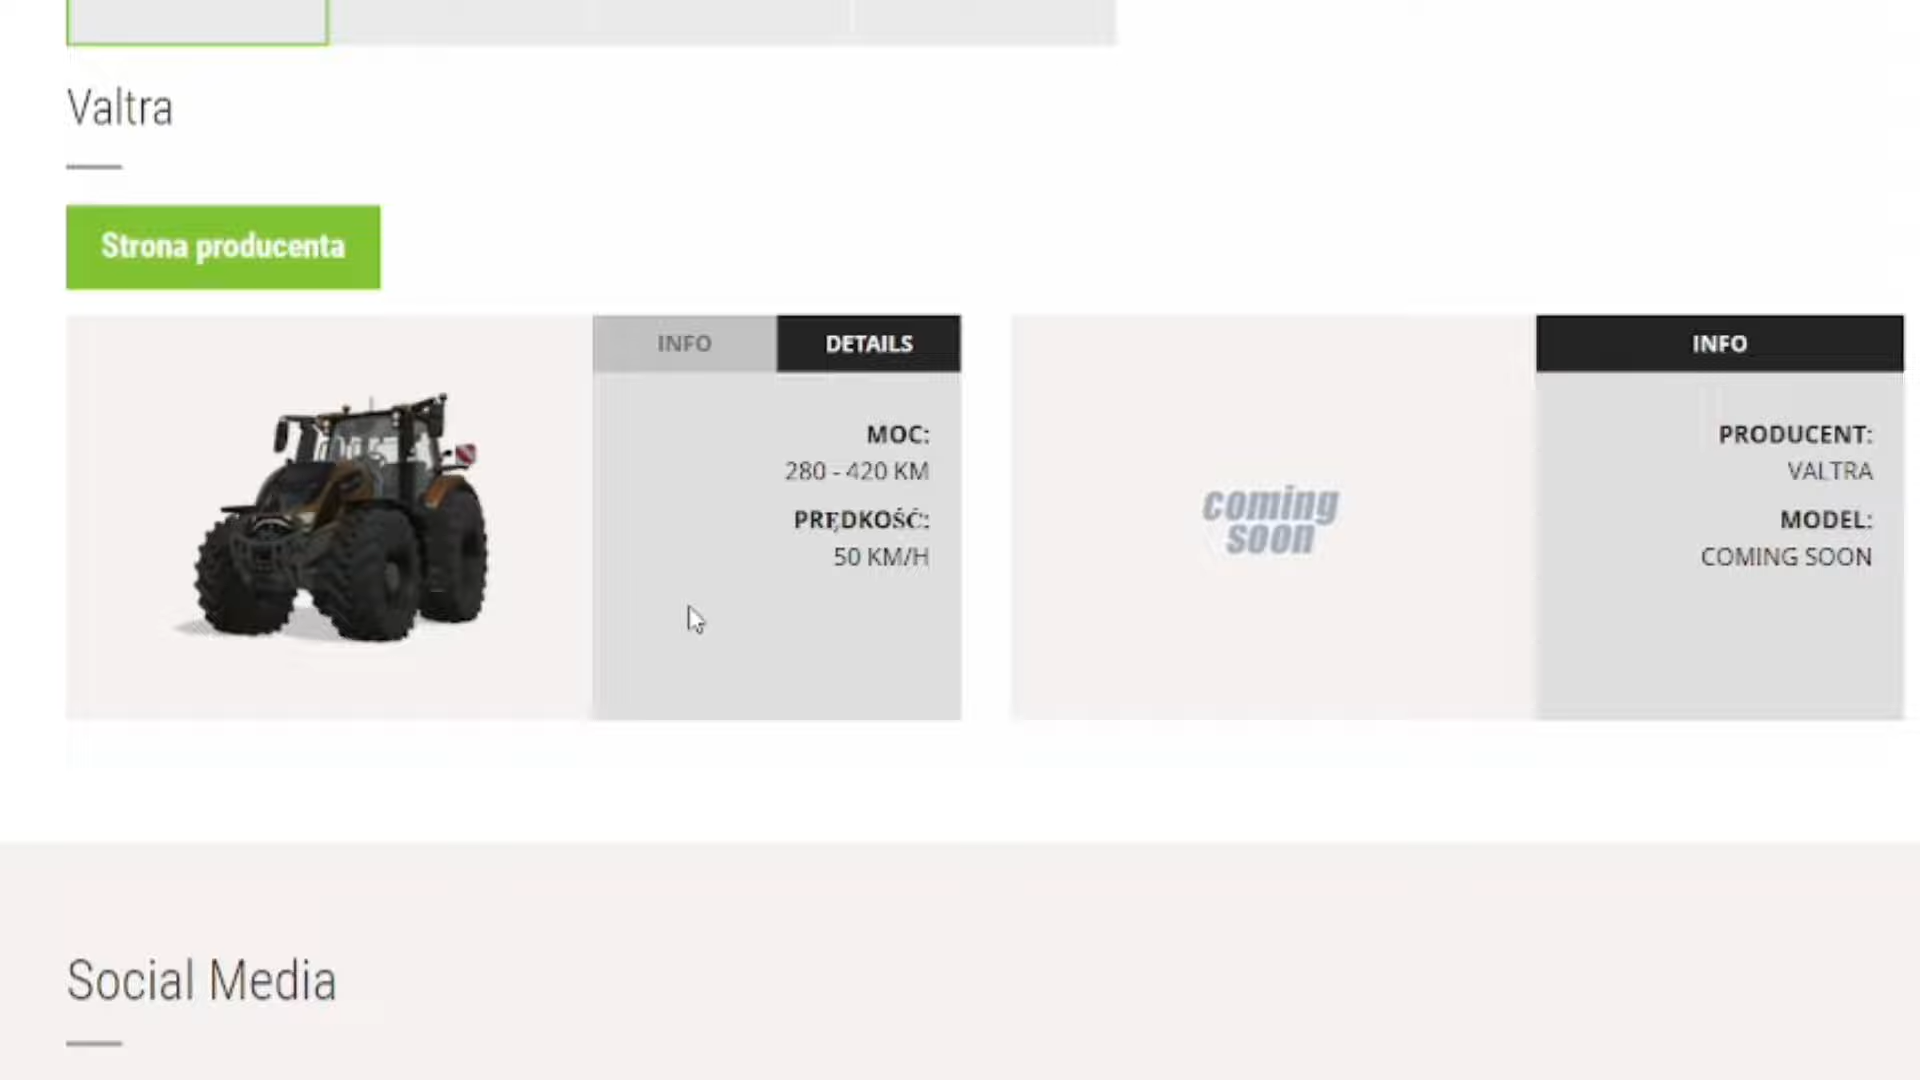 Valtra
Strona producenta
INFO
DETAILS
MOC:
280 - 420 KM
PRĘDKOŚĆ:
50 KM/H
coming
soon
INFO
PRODUCENT:
VALTRA
MODEL:
COMING SOON
Social Media